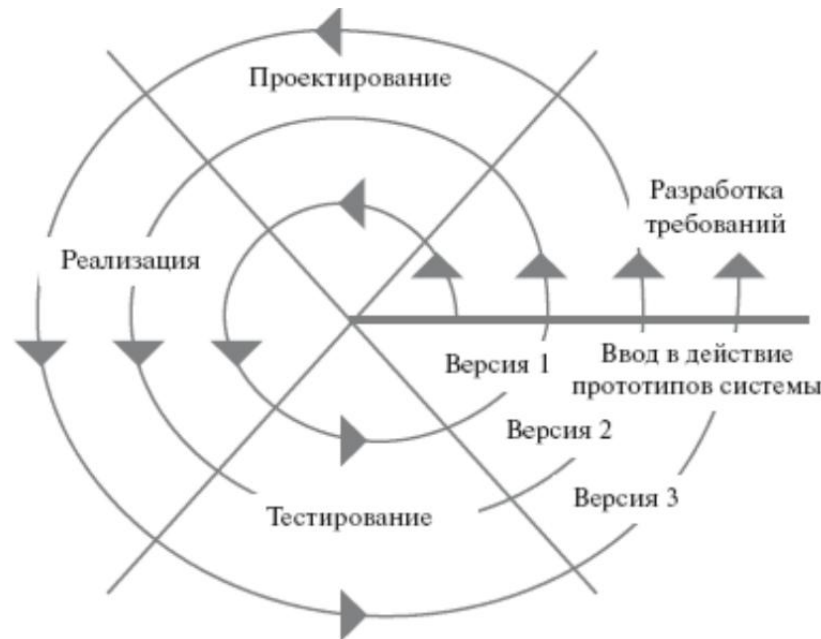 Проектирование
Разработка
требований
Реализация
Версия 1
Ввод в действие
прототипов системы
Версия 2
Версия 3
Тестирование